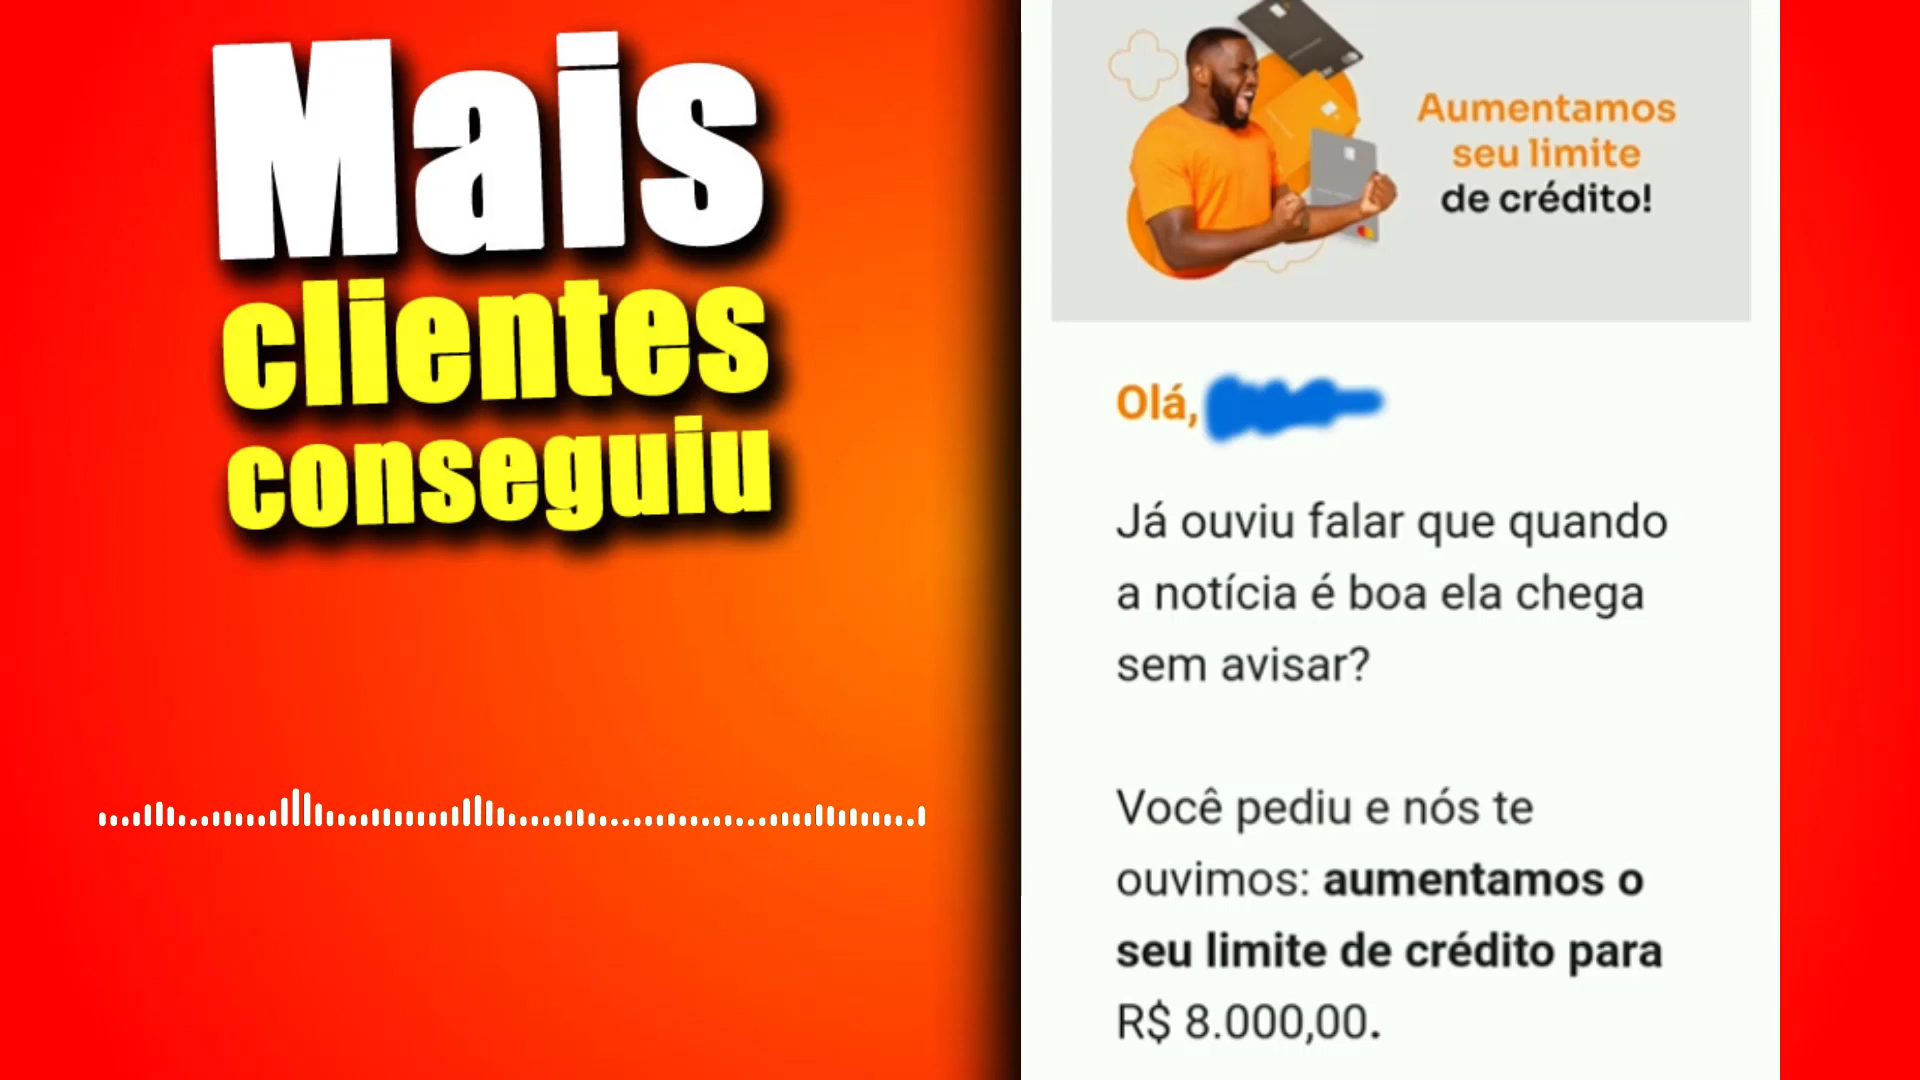 Mais
clientes
conseguiu
Aumentamos
seu limite
de crédito!
Olá,
Já ouviu falar que quando
a notícia é boa ela chega
sem avisar?
Você pediu e nós te
ouvimos: aumentamos o
seu limite de crédito para
R$ 8.000,00.